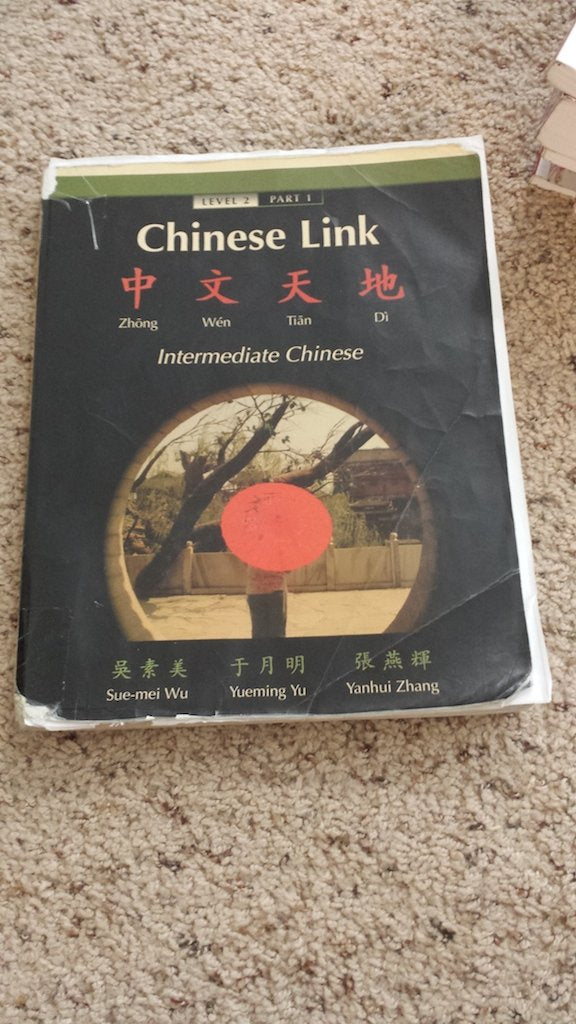 LEVEL 2 PART 1
Chinese Link
中文天地
Zhōng Wén Tiān Dì
Intermediate Chinese
吳素美 于月明 張燕輝
Sue-mei Wu Yueming Yu Yanhui Zhang